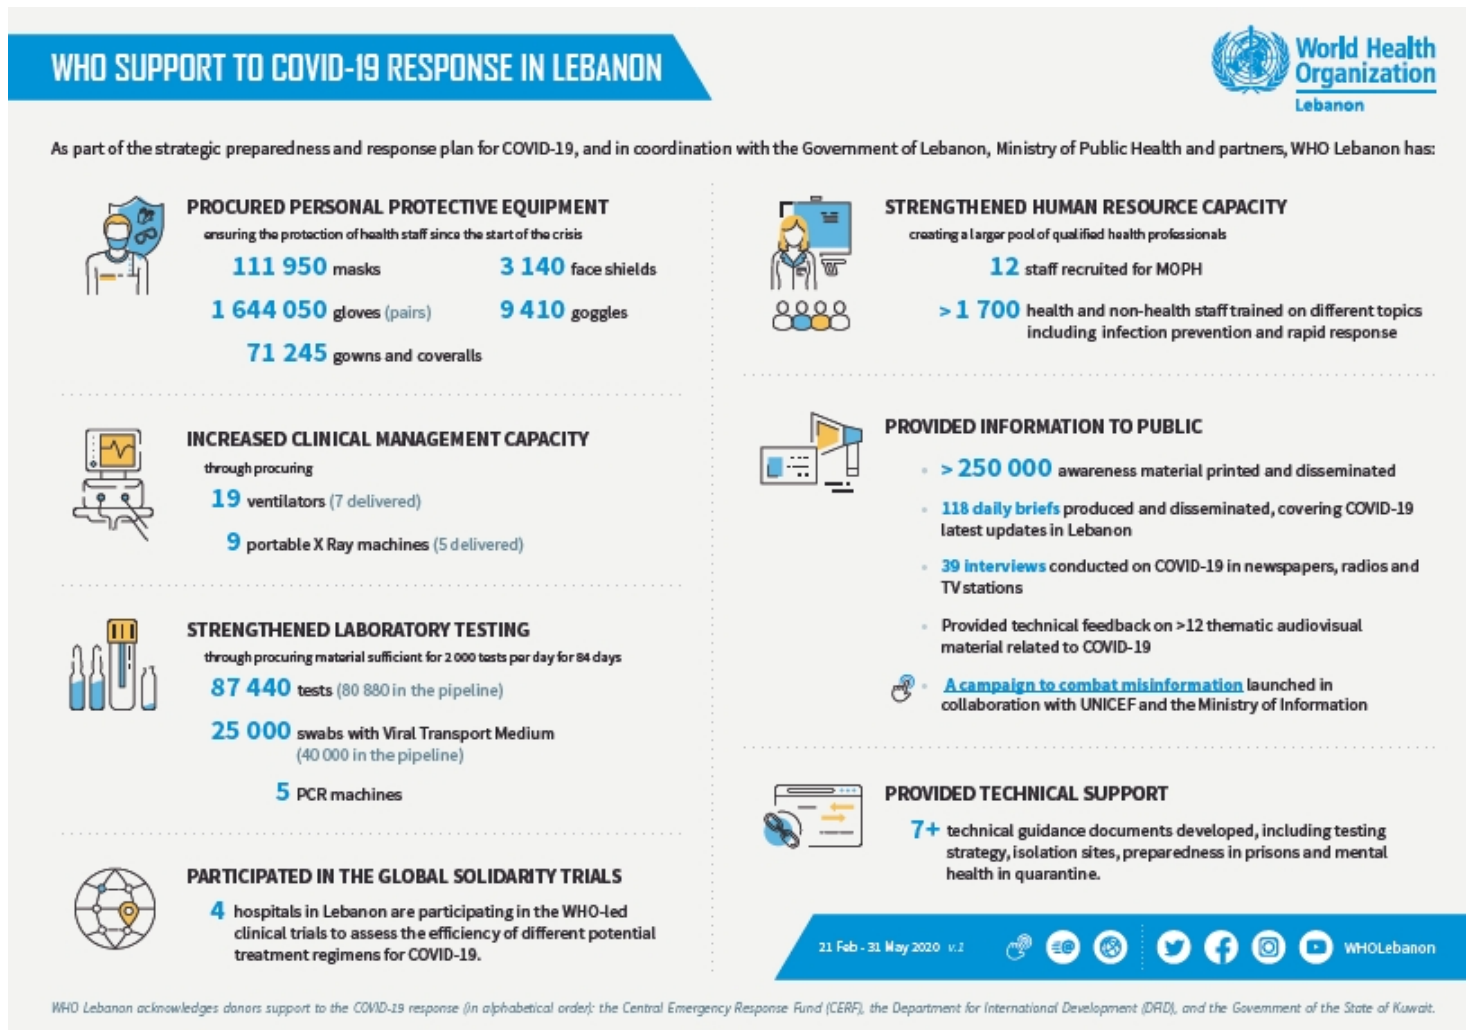 WHO SUPPORT TO COVID-19 RESPONSE IN LEBANON
World Health
Organization
Lebanon
As part of the strategic preparedness and response plan for COVID-19, and in coordination with the Government of Lebanon, Ministry of Public Health and partners, WHO Lebanon has:
PROCURED PERSONAL PROTECTIVE EQUIPMENT
ensuring the protection of health staff since the start of the crisis
111 950 masks
3 140 face shields
1 644 050 gloves (pairs)
9 410 goggles
71 245 gowns and coveralls
INCREASED CLINICAL MANAGEMENT CAPACITY
through procuring
19 ventilators (7 delivered)
9 portable X Ray machines (5 delivered)
STRENGTHENED LABORATORY TESTING
through procuring material sufficient for 2 000 tests per day for 84 days
87 440 tests (80 880 in the pipeline)
25 000 swabs with Viral Transport Medium
(40 000 in the pipeline)
5 PCR machines
PARTICIPATED IN THE GLOBAL SOLIDARITY TRIALS
4 hospitals in Lebanon are participating in the WHO-led
clinical trials to assess the efficiency of different potential
treatment regimens for COVID-19.
STRENGTHENED HUMAN RESOURCE CAPACITY
creating a larger pool of qualified health professionals
12 staff recruited for MOPH
> 1 700 health and non-health staff trained on different topics
including infection prevention and rapid response
PROVIDED INFORMATION TO PUBLIC
• > 250 000 awareness material printed and disseminated
• 118 daily briefs produced and disseminated, covering COVID-19
latest updates in Lebanon
• 39 interviews conducted on COVID-19 in newspapers, radios and
TV stations
• Provided technical feedback on >12 thematic audiovisual
material related to COVID-19
• A campaign to combat misinformation launched in
collaboration with UNICEF and the Ministry of Information
PROVIDED TECHNICAL SUPPORT
7+ technical guidance documents developed, including testing
strategy, isolation sites, preparedness in prisons and mental
health in quarantine.
21 Feb - 31 May 2020 v.1
WHOLebanon
WHO Lebanon acknowledges donors support to the COVID-19 response (in alphabetical order): the Central Emergency Response Fund (CERF), the Department for International Development (DFID), and the Government of the State of Kuwait.